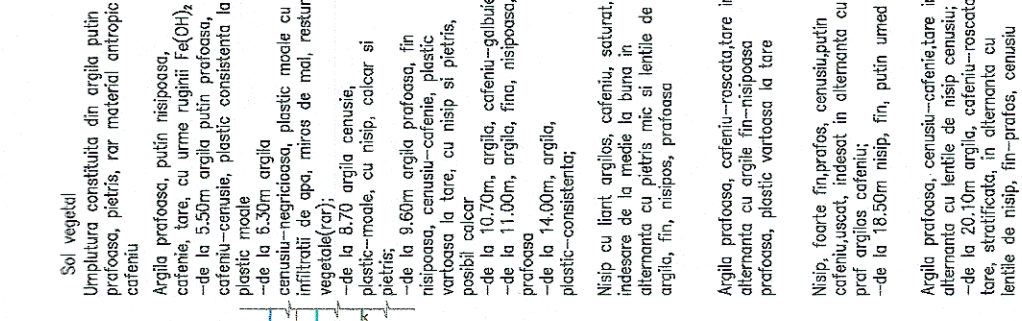 Sol vegetal
Umplutura constituita din argila putin
prafoasa, pietris, rar material antropic
cafeniu
Argila prafoasa, putin nisipoasa,
cafenie, tare, cu urme ruginii Fe(OH)₂
-de la 5.50m argila putin prafoasa,
cafeniu-cenusie, plastic consistenta la
plastic moale
-de la 6.30m argila
cenusiu-negricioasa, plastic moale cu
infiltratii de apa, miros de mal, resturi
vegetale(rar);
-de la 8.70 argila cenusie,
plastic-moale, cu nisip, calcar si
pietris;
-de la 9.60m argila prafoasa, fin
nisipoasa, cenusiu-cafenie, plastic
vartoasa la tare, cu nisip si pietris,
posibil calcar
-de la 10.70m, argila, cafeniu-galbuie
-de la 11.00m, argila, fina, nisipoasa,
prafoasa
-de la 14.00m, argila,
plastic-consistenta;
Nisip cu liant argilos, cafeniu, saturat,
indesare de la medie la buna in
alternanta cu pietris mic si lentile de
argila, fin, nisipos, prafoasa
Argila prafoasa, cafeniu-roscata,tare in
alternanta cu argile fin-nisipoasa
prafoasa, plastic vartoasa la tare
Nisip, foarte fin,prafos, cenusiu,putin
cafeniu,uscat, indesat in alternanta cu
praf argilos cafeniu;
-de la 18.50m nisip, fin, putin umed
Argila prafoasa, cenusiu-cafenie,tare in
alternanta cu lentile de nisip cenusiu;
-de la 20.10m argila, cafeniu-roscata
tare, stratificata, in alternanta cu
lentile de nisip, fin-prafos, cenusiu